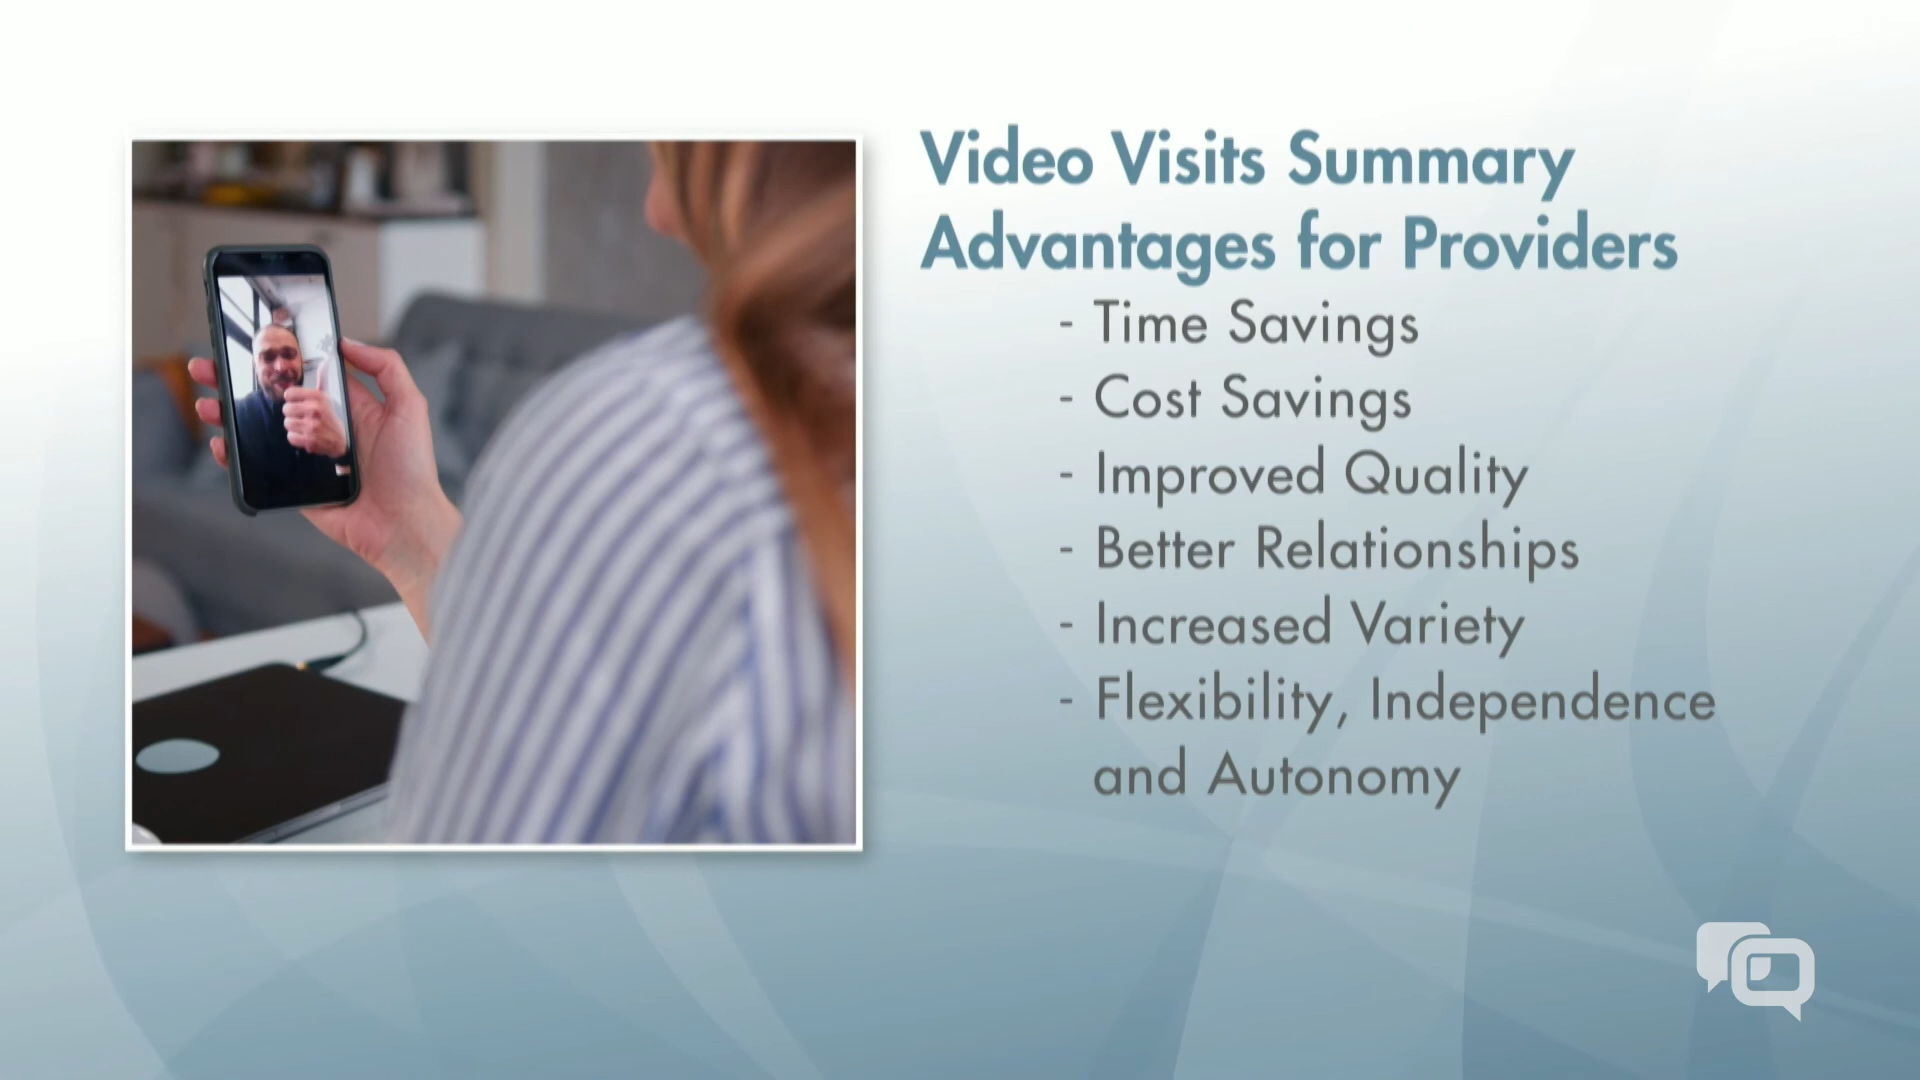 Video Visits Summary
Advantages for Providers
- Time Savings
- Cost Savings
- Improved Quality
- Better Relationships
- Increased Variety
- Flexibility, Independence
and Autonomy